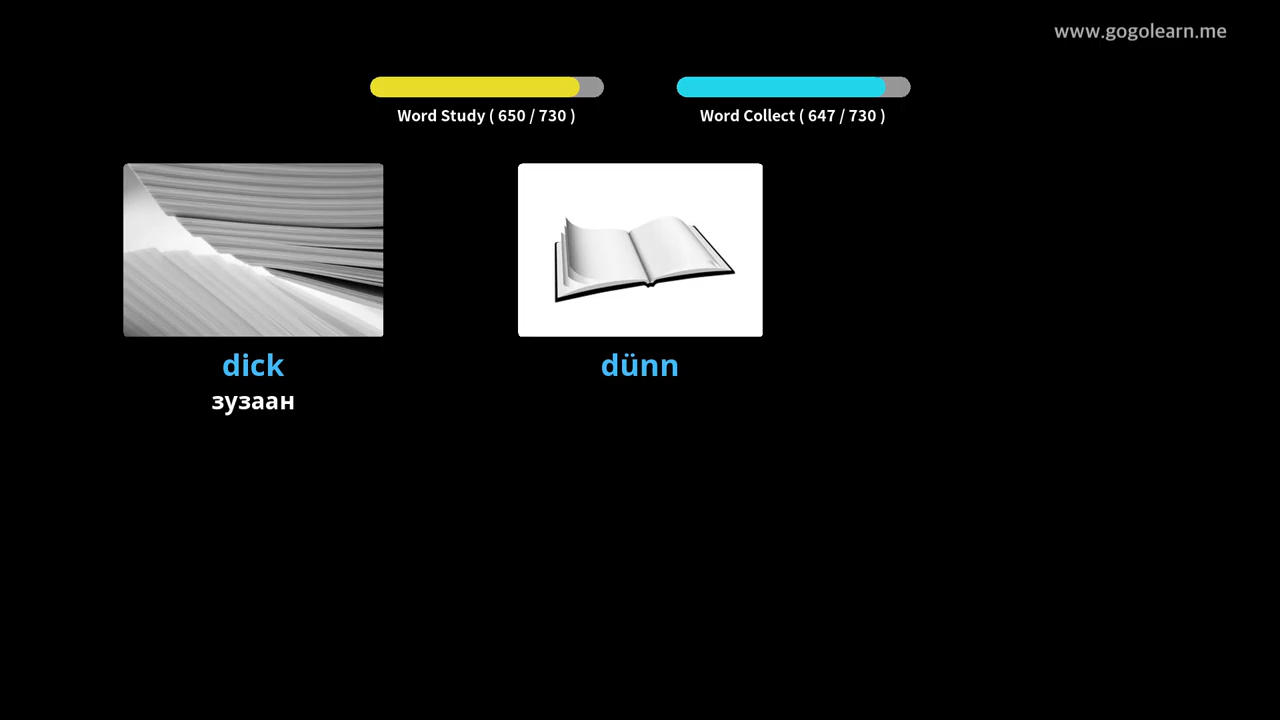 www.gogolearn.me
Word Study ( 650 / 730 )
Word Collect ( 647 / 730 )
dick
зузаан
dünn